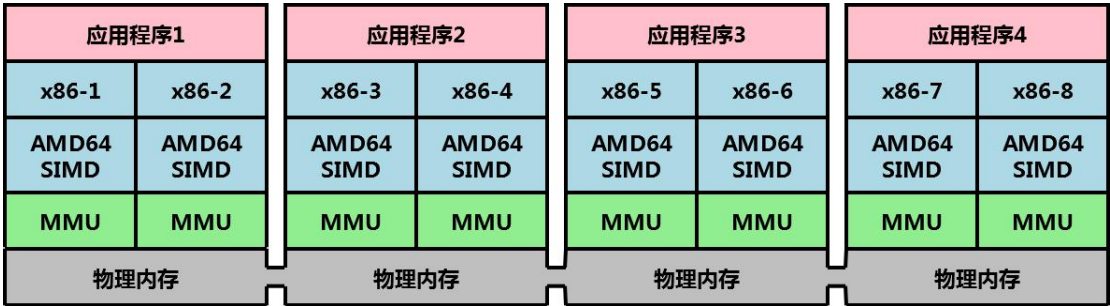 应用程序1 应用程序2 应用程序3 应用程序4
x86-1 x86-2 x86-3 x86-4 x86-5 x86-6 x86-7 x86-8
AMD64 AMD64 AMD64 AMD64 AMD64 AMD64 AMD64 AMD64
SIMD SIMD SIMD SIMD SIMD SIMD SIMD SIMD
MMU MMU MMU MMU MMU MMU MMU MMU
物理内存 物理内存 物理内存 物理内存